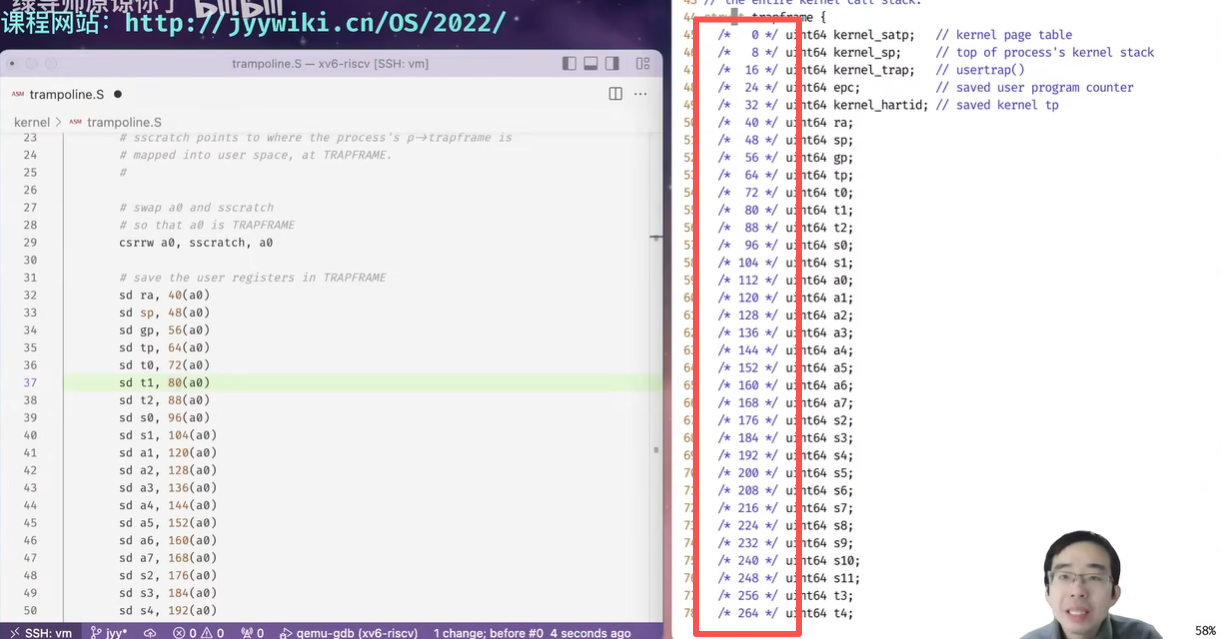 课程网站：http://jyywiki.cn/OS/2022/
trampoline.S — xv6-riscv [SSH: vm]
ASM trampoline.S ●
kernel > ASM trampoline.S
23 # sscratch points to where the process's p->trapframe is
24 # mapped into user space, at TRAPFRAME.
25 #
26
27 # swap a0 and sscratch
28 # so that a0 is TRAPFRAME
29 csrrw a0, sscratch, a0
30
31 # save the user registers in TRAPFRAME
32 sd ra, 40(a0)
33 sd sp, 48(a0)
34 sd gp, 56(a0)
35 sd tp, 64(a0)
36 sd t0, 72(a0)
37 sd t1, 80(a0)
38 sd t2, 88(a0)
39 sd s0, 96(a0)
40 sd s1, 104(a0)
41 sd a1, 120(a0)
42 sd a2, 128(a0)
43 sd a3, 136(a0)
44 sd a4, 144(a0)
45 sd a5, 152(a0)
46 sd a6, 160(a0)
47 sd a7, 168(a0)
48 sd s2, 176(a0)
49 sd s3, 184(a0)
50 sd s4, 192(a0)
SSH: vm jyy* 0 0 0 qemu-gdb (xv6-riscv) 1 change; before #0 4 seconds ago
// the entire kernel call stack.
44 trapframe {
/* 0 */ uint64 kernel_satp; // kernel page table
/* 8 */ uint64 kernel_sp; // top of process's kernel stack
/* 16 */ uint64 kernel_trap; // usertrap()
/* 24 */ uint64 epc; // saved user program counter
/* 32 */ uint64 kernel_hartid; // saved kernel tp
/* 40 */ uint64 ra;
/* 48 */ uint64 sp;
/* 56 */ uint64 gp;
/* 64 */ uint64 tp;
/* 72 */ uint64 t0;
/* 80 */ uint64 t1;
/* 88 */ uint64 t2;
/* 96 */ uint64 s0;
/* 104 */ uint64 s1;
/* 112 */ uint64 a0;
/* 120 */ uint64 a1;
/* 128 */ uint64 a2;
/* 136 */ uint64 a3;
/* 144 */ uint64 a4;
/* 152 */ uint64 a5;
/* 160 */ uint64 a6;
/* 168 */ uint64 a7;
/* 176 */ uint64 s2;
/* 184 */ uint64 s3;
/* 192 */ uint64 s4;
/* 200 */ uint64 s5;
/* 208 */ uint64 s6;
/* 216 */ uint64 s7;
/* 224 */ uint64 s8;
/* 232 */ uint64 s9;
/* 240 */ uint64 s10;
/* 248 */ uint64 s11;
/* 256 */ uint64 t3;
/* 264 */ uint64 t4;
58%